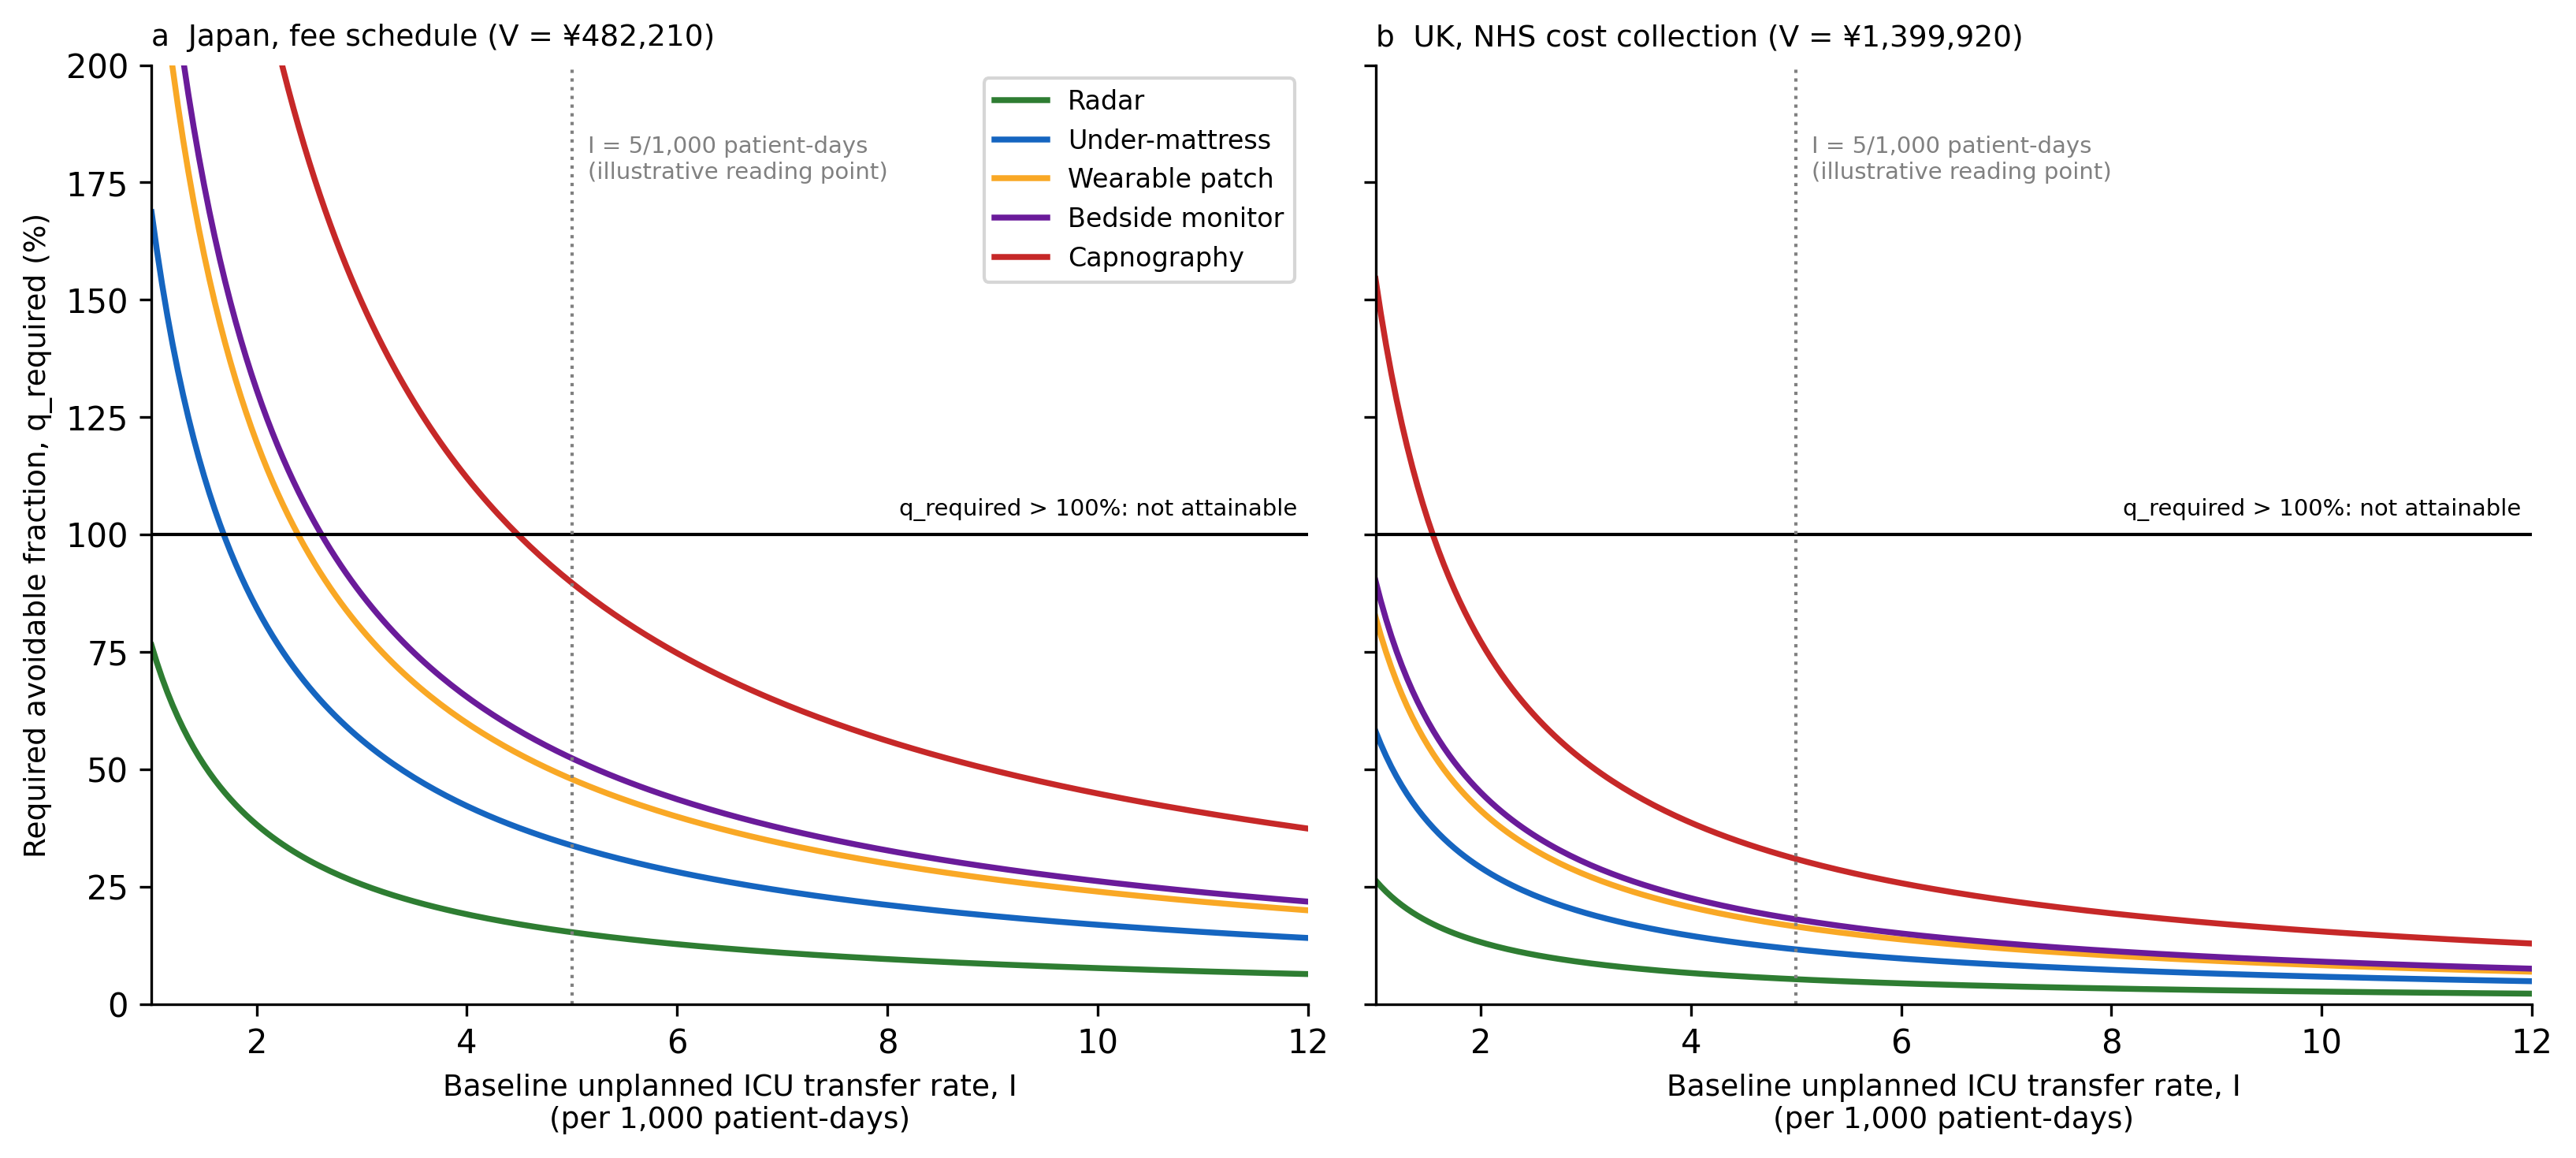 a  Japan, fee schedule (V = ¥482,210)
Required avoidable fraction, q_required (%)
200
175
150
125
100
75
50
25
0
I = 5/1,000 patient-days
(illustrative reading point)
Radar
Under-mattress
Wearable patch
Bedside monitor
Capnography
q_required > 100%: not attainable
2 4 6 8 10 12
Baseline unplanned ICU transfer rate, I
(per 1,000 patient-days)
b  UK, NHS cost collection (V = ¥1,399,920)
I = 5/1,000 patient-days
(illustrative reading point)
q_required > 100%: not attainable
2 4 6 8 10 12
Baseline unplanned ICU transfer rate, I
(per 1,000 patient-days)